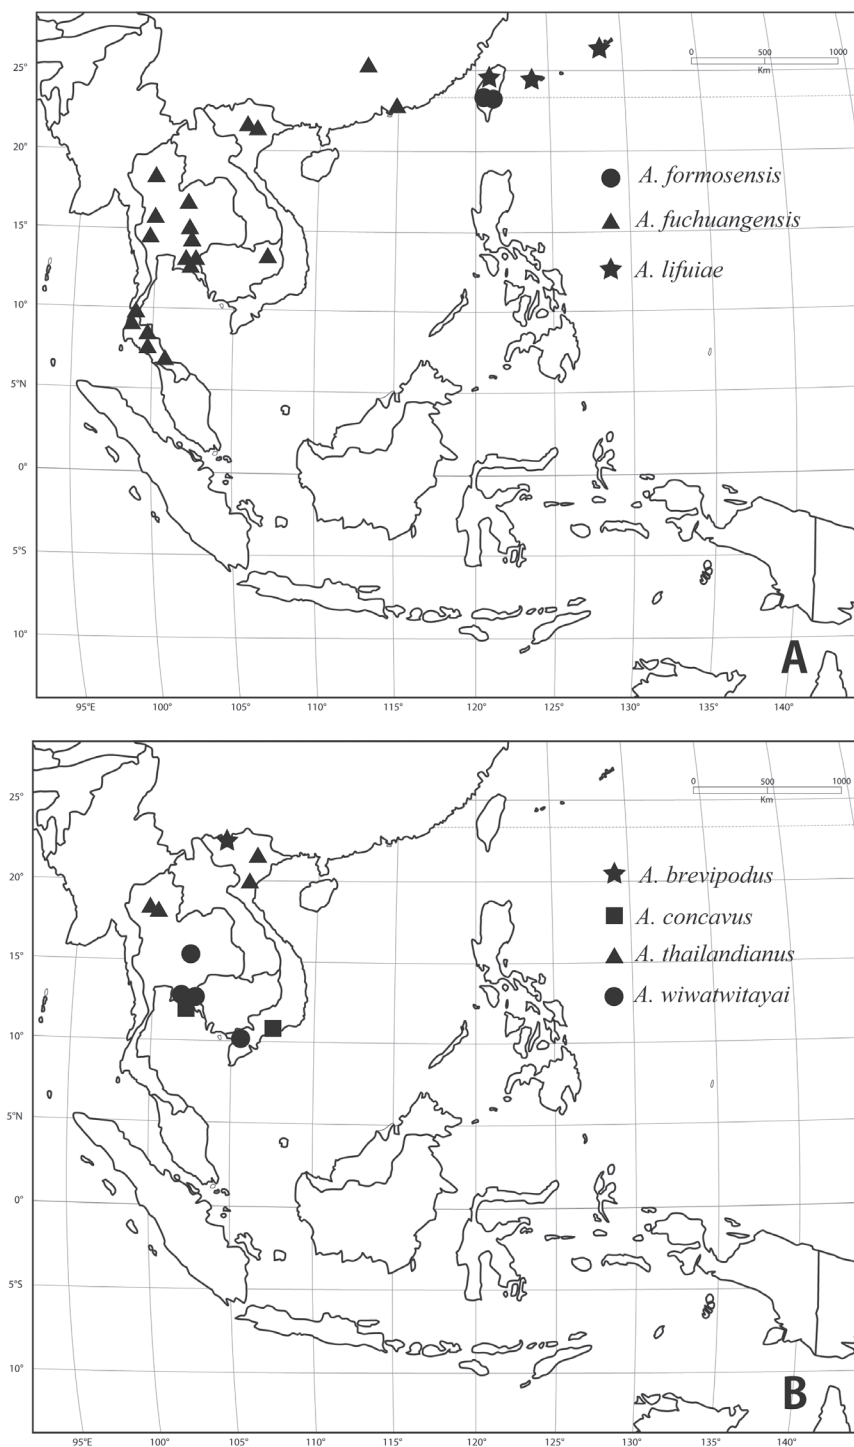 0 500 1000
Km
25°
20°
A. formosensis
15°
A. fuchuangensis
A. lifuiae
10°
5°N
0°
5°S
10°
A
95°E 100° 105° 110° 115° 120° 125° 130° 135° 140°
0 500 1000
Km
25°
20°
A. brevipodus
A. concavus
15°
A. thailandianus
A. wiwatwitayai
10°
5°N
0°
5°S
10°
B
95°E 100° 105° 110° 115° 120° 125° 130° 135° 140°